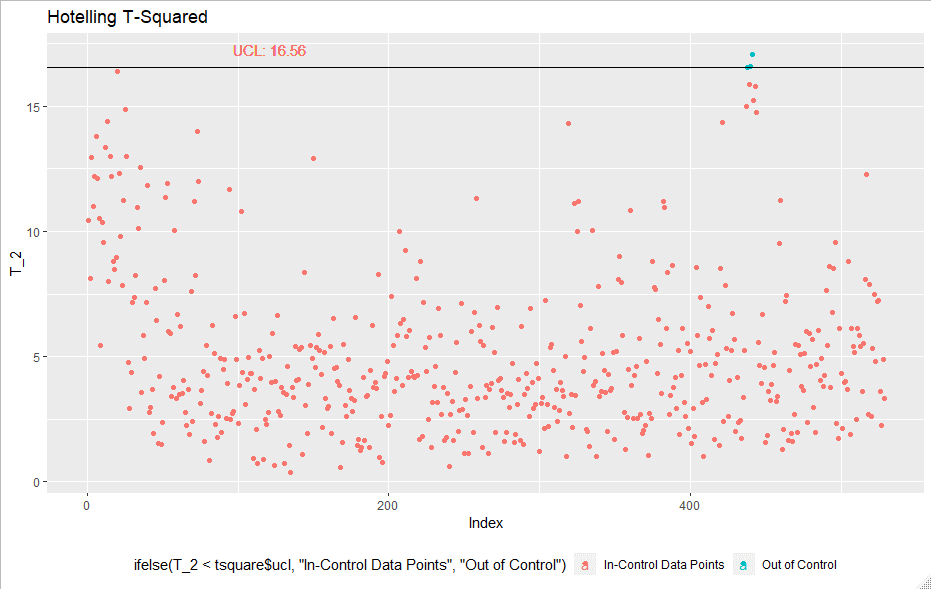 Hotelling T-Squared
UCL: 16.56
15
10
5
0
T_2
0 200 400
Index
ifelse(T_2 < tsquare$ucl, "In-Control Data Points", "Out of Control") a In-Control Data Points a Out of Control